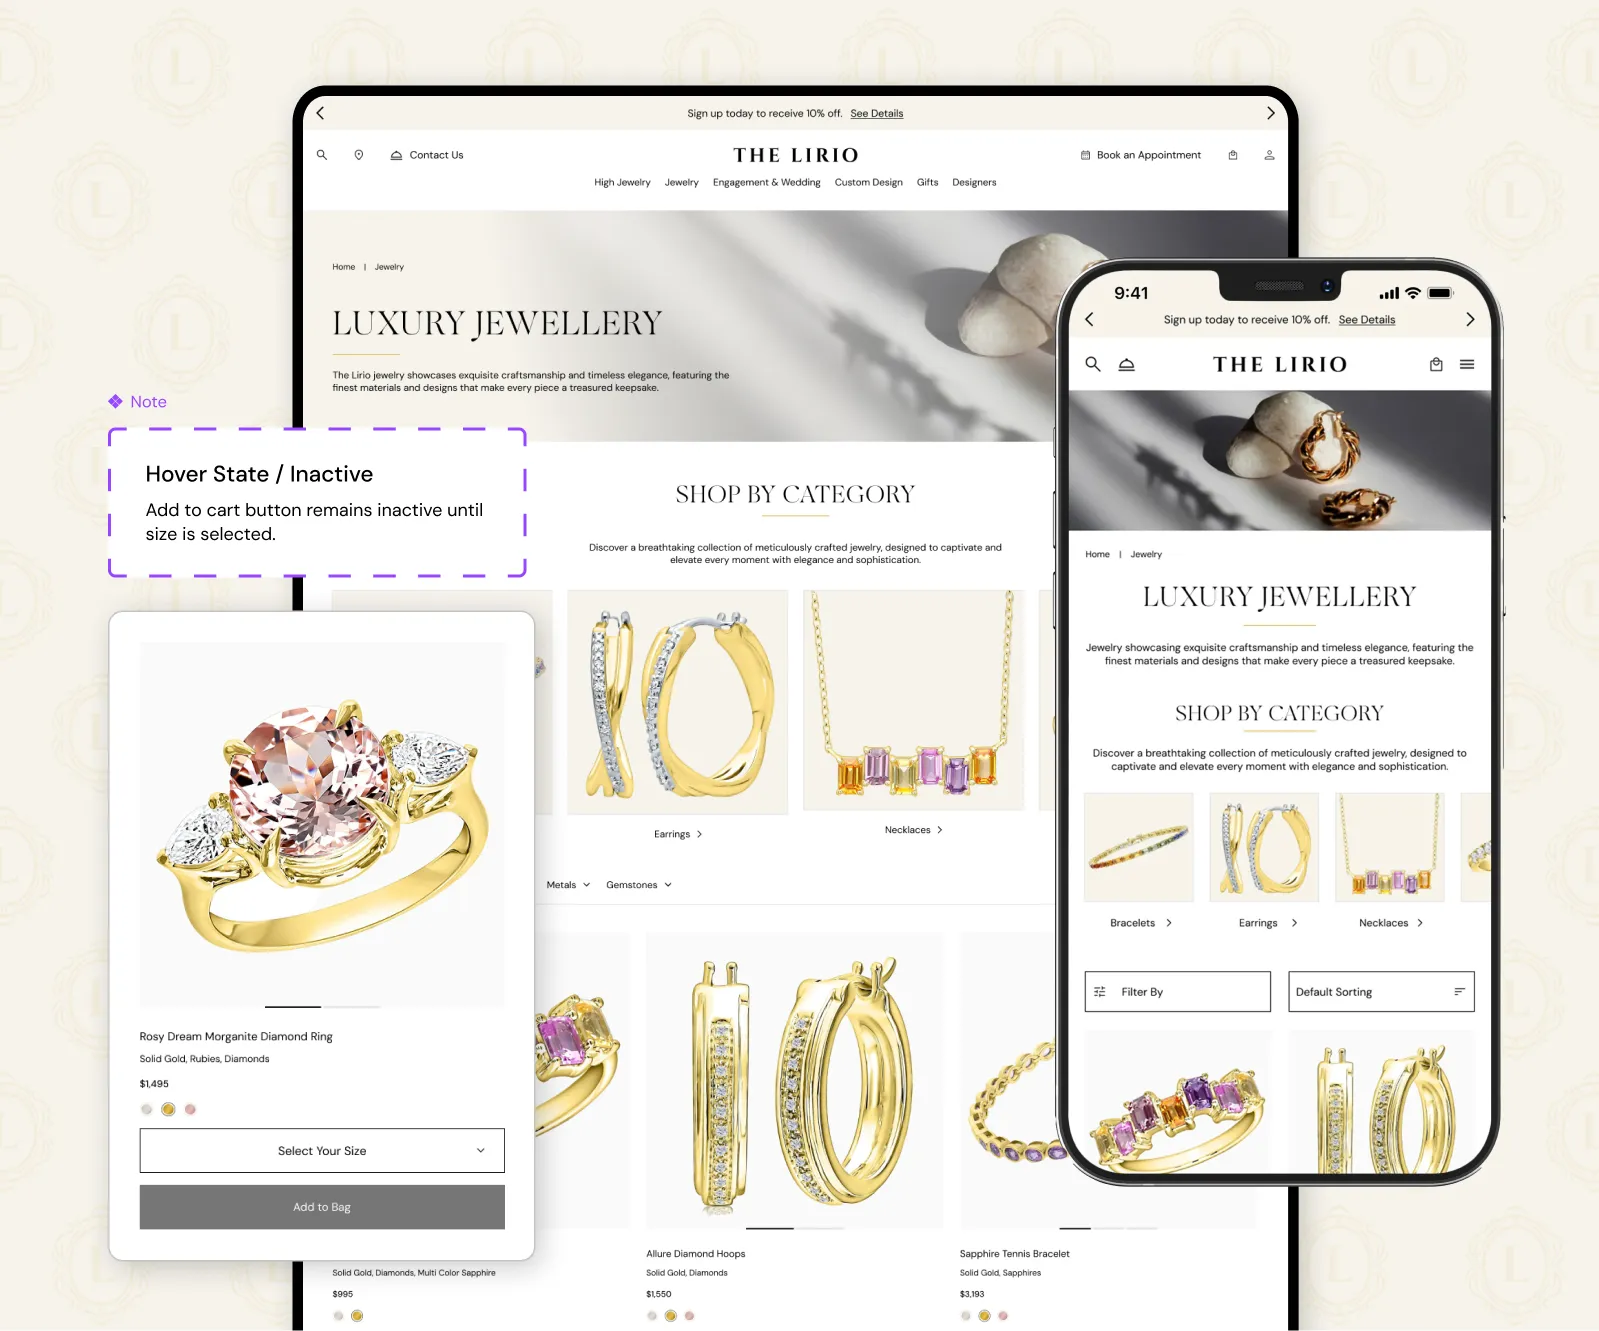 Sign up today to receive 10% off. See Details
Contact Us
THE LIRIO
Book an Appointment
High Jewelry Jewelry Engagement & Wedding Custom Design Gifts Designers
Home | Jewelry
LUXURY JEWELLERY
The Lirio jewelry showcases exquisite craftsmanship and timeless elegance, featuring the
finest materials and designs that make every piece a treasured keepsake.
SHOP BY CATEGORY
Discover a breathtaking collection of meticulously crafted jewelry, designed to captivate and
elevate every moment with elegance and sophistication.
Earrings
Necklaces
Metals
Gemstones
Solid Gold, Diamonds, Multi Color Sapphire
$995
Allure Diamond Hoops
Solid Gold, Diamonds
$1,550
Sapphire Tennis Bracelet
Solid Gold, Sapphires
$3,193
Note
Hover State / Inactive
Add to cart button remains inactive until
size is selected.
Rosy Dream Morganite Diamond Ring
Solid Gold, Rubies, Diamonds
$1,495
Select Your Size
Add to Bag
9:41
Sign up today to receive 10% off. See Details
THE LIRIO
Home | Jewelry
LUXURY JEWELLERY
Jewelry showcasing exquisite craftsmanship and timeless elegance, featuring the
finest materials and designs that make every piece a treasured keepsake.
SHOP BY CATEGORY
Discover a breathtaking collection of meticulously crafted jewelry, designed to
captivate and elevate every moment with elegance and sophistication.
Bracelets
Earrings
Necklaces
Filter By
Default Sorting